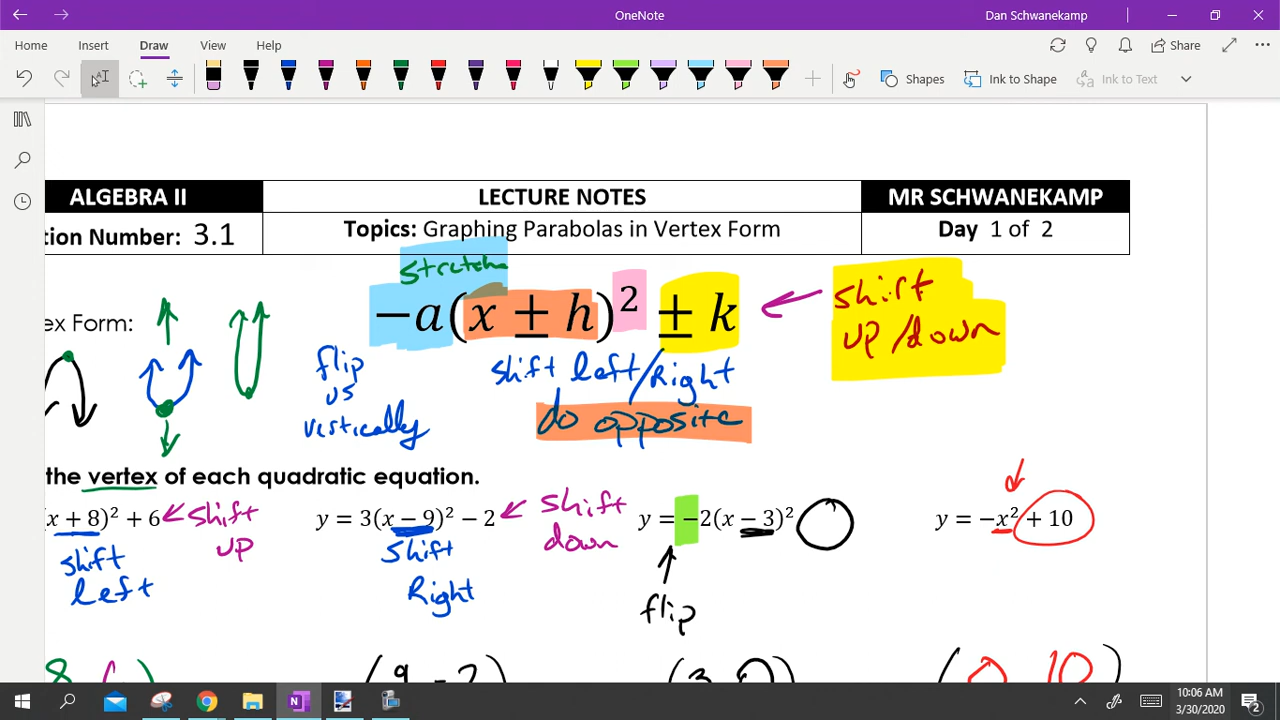 OneNote
Dan Schwanekamp
Home
Insert
Draw
View
Help
Share
Shapes
Ink to Shape
Ink to Text
ALGEBRA II
LECTURE NOTES
MR SCHWANEKAMP
tion Number: 3.1
Topics: Graphing Parabolas in Vertex Form
Day 1 of 2
stretch
−a(x ± h)² ± k
shift
up/down
ex Form:
flip
us
vertically
shift left/Right
do opposite
the vertex of each quadratic equation.
x + 8)² + 6
shift
up
shift
left
y = 3(x − 9)² − 2
shift
down
shift
Right
y = −2(x − 3)²
flip
y = −x² + 10
(9 −2)
(3 0)
(0 10)
10:06 AM
3/30/2020
2